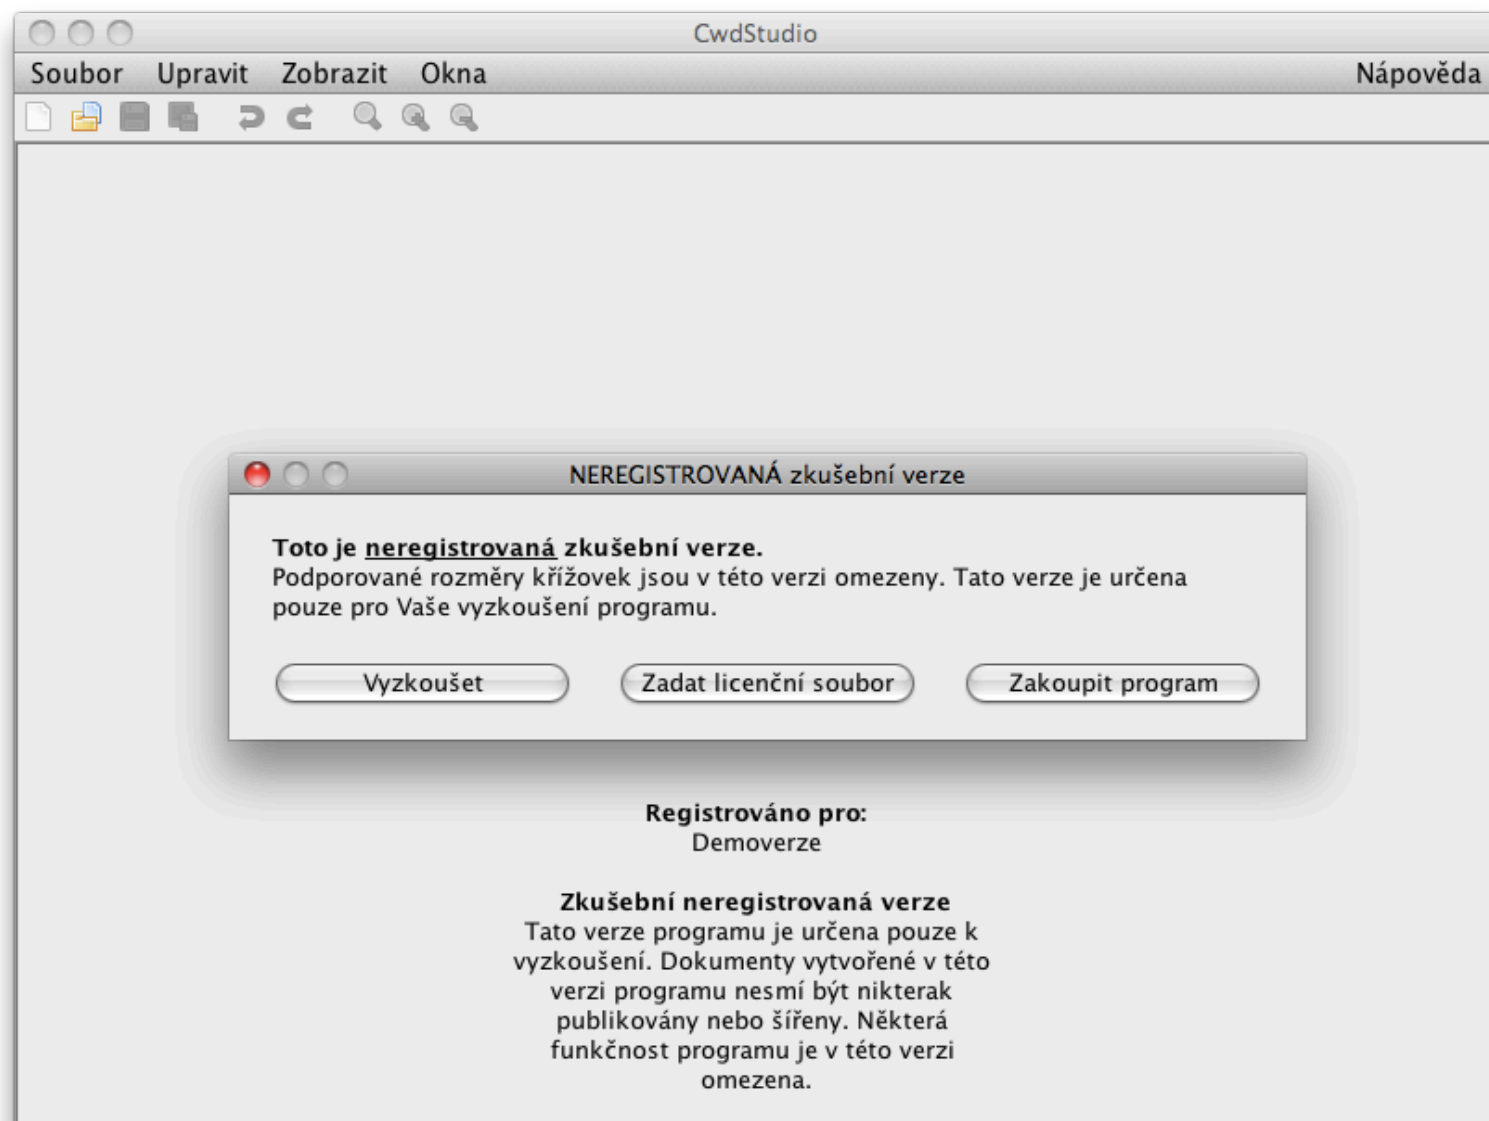 CwdStudio
Soubor Upravit Zobrazit Okna Nápověda
NEREGISTROVANÁ zkušební verze
Toto je neregistrovaná zkušební verze.
Podporované rozměry křížovek jsou v této verzi omezeny. Tato verze je určena
pouze pro Vaše vyzkoušení programu.
Vyzkoušet Zadat licenční soubor Zakoupit program
Registrováno pro:
Demoverze
Zkušební neregistrovaná verze
Tato verze programu je určena pouze k
vyzkoušení. Dokumenty vytvořené v této
verzi programu nesmí být nikterak
publikovány nebo šířeny. Některá
funkčnost programu je v této verzi
omezena.